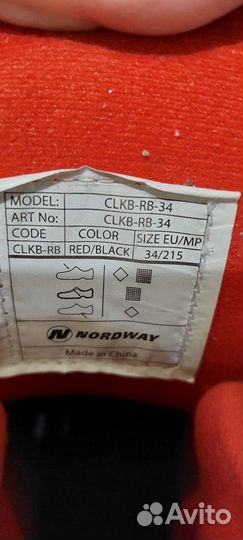 MODEL: CLKB-RB-34
ART No: CLKB-RB-34
CODE COLOR SIZE EU/MP
CLKB-RB RED/BLACK 34/215
NORDWAY
Made in China
Avito